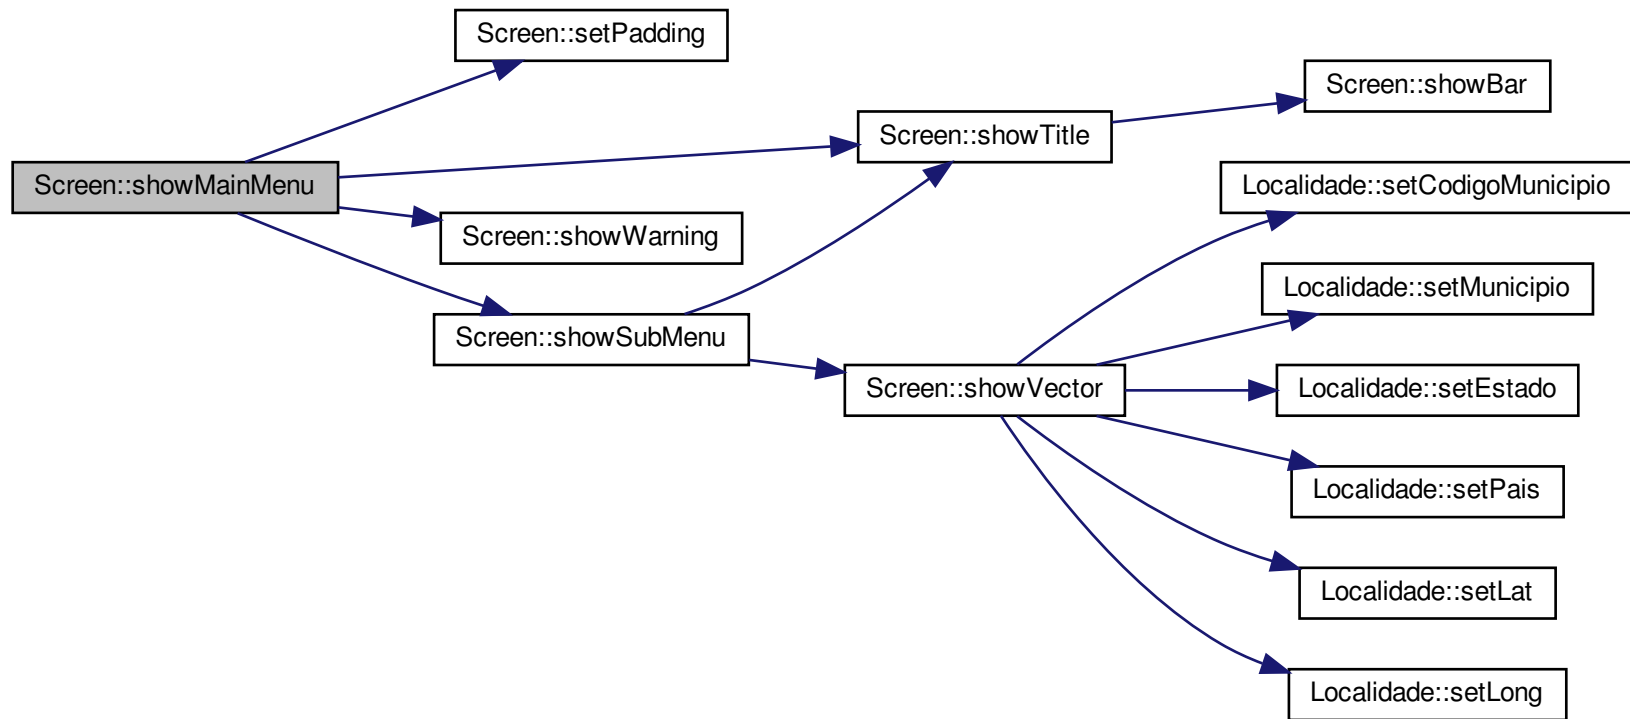 Screen::setPadding
Screen::showBar
Screen::showTitle
Screen::showMainMenu
Localidade::setCodigoMunicipio
Screen::showWarning
Localidade::setMunicipio
Screen::showSubMenu
Screen::showVector
Localidade::setEstado
Localidade::setPais
Localidade::setLat
Localidade::setLong